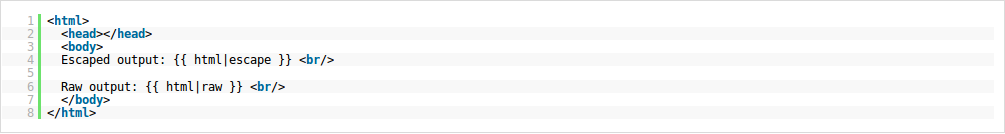 1 <html>
2   <head></head>
3   <body>
4   Escaped output: {{ html|escape }} <br/>
5
6   Raw output: {{ html|raw }} <br/>
7   </body>
8 </html>